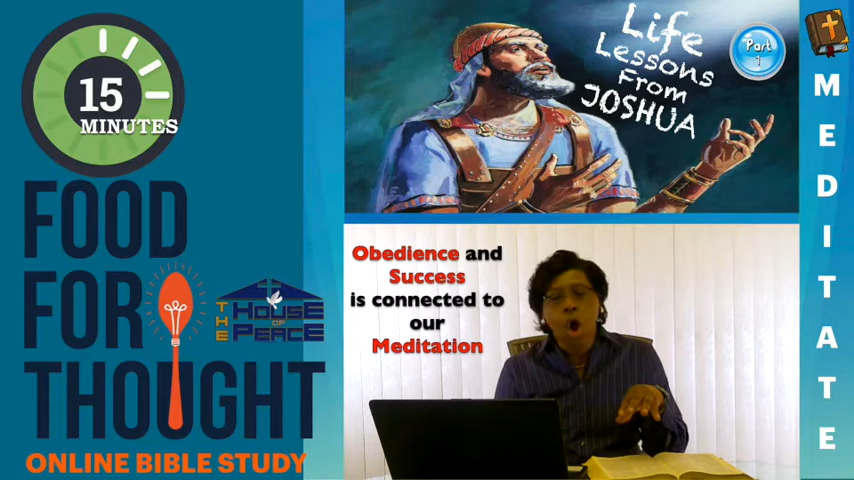 15
MINUTES
FOOD
FOR
THOUGHT
THE
HOUSE
OF
PEACE
ONLINE BIBLE STUDY
Life
Lessons
From
JOSHUA
Part
1
Obedience and
Success
is connected to
our
Meditation
MEDITATE